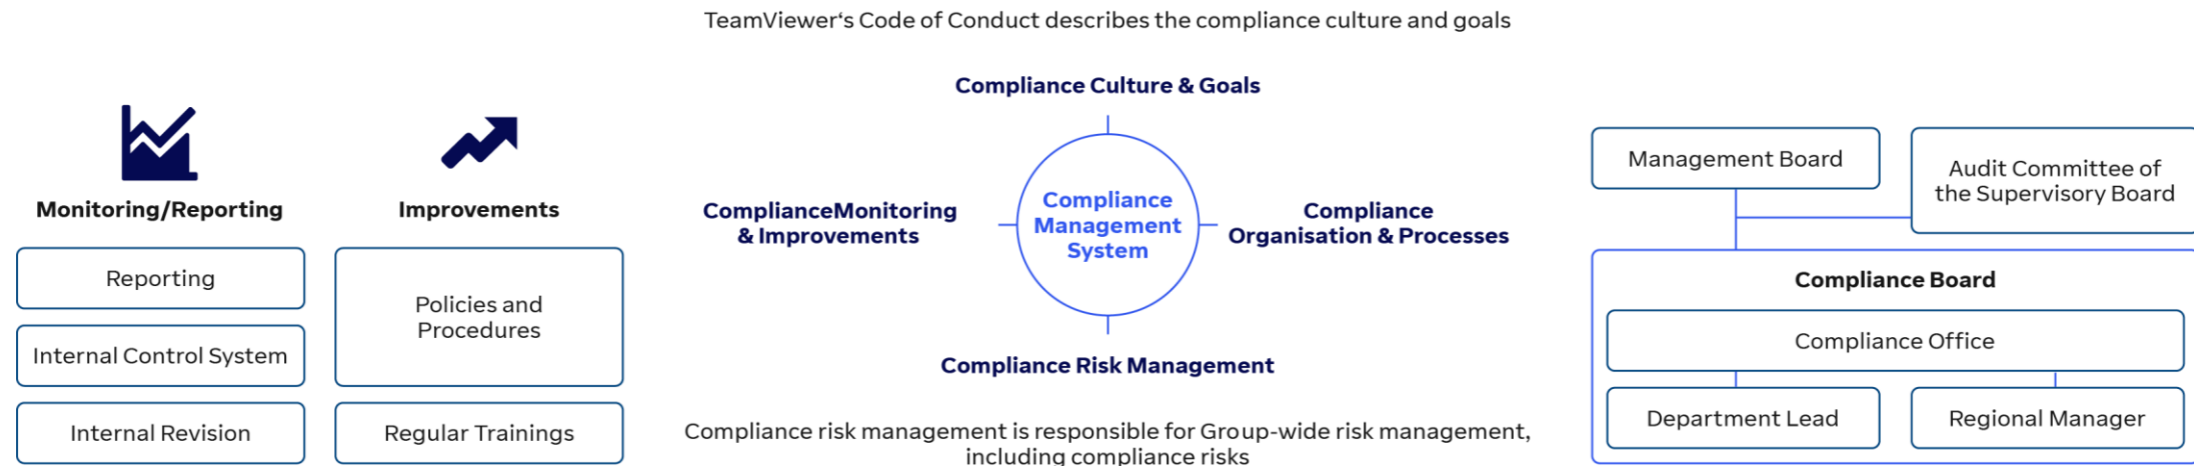 TeamViewer‘s Code of Conduct describes the compliance culture and goals
Monitoring/Reporting
Reporting
Internal Control System
Internal Revision
Improvements
Policies and
Procedures
Regular Trainings
Compliance Culture & Goals
ComplianceMonitoring
& Improvements
Compliance
Management
System
Compliance
Organisation & Processes
Compliance Risk Management
Compliance risk management is responsible for Group-wide risk management,
including compliance risks
Management Board
Audit Committee of
the Supervisory Board
Compliance Board
Compliance Office
Department Lead
Regional Manager